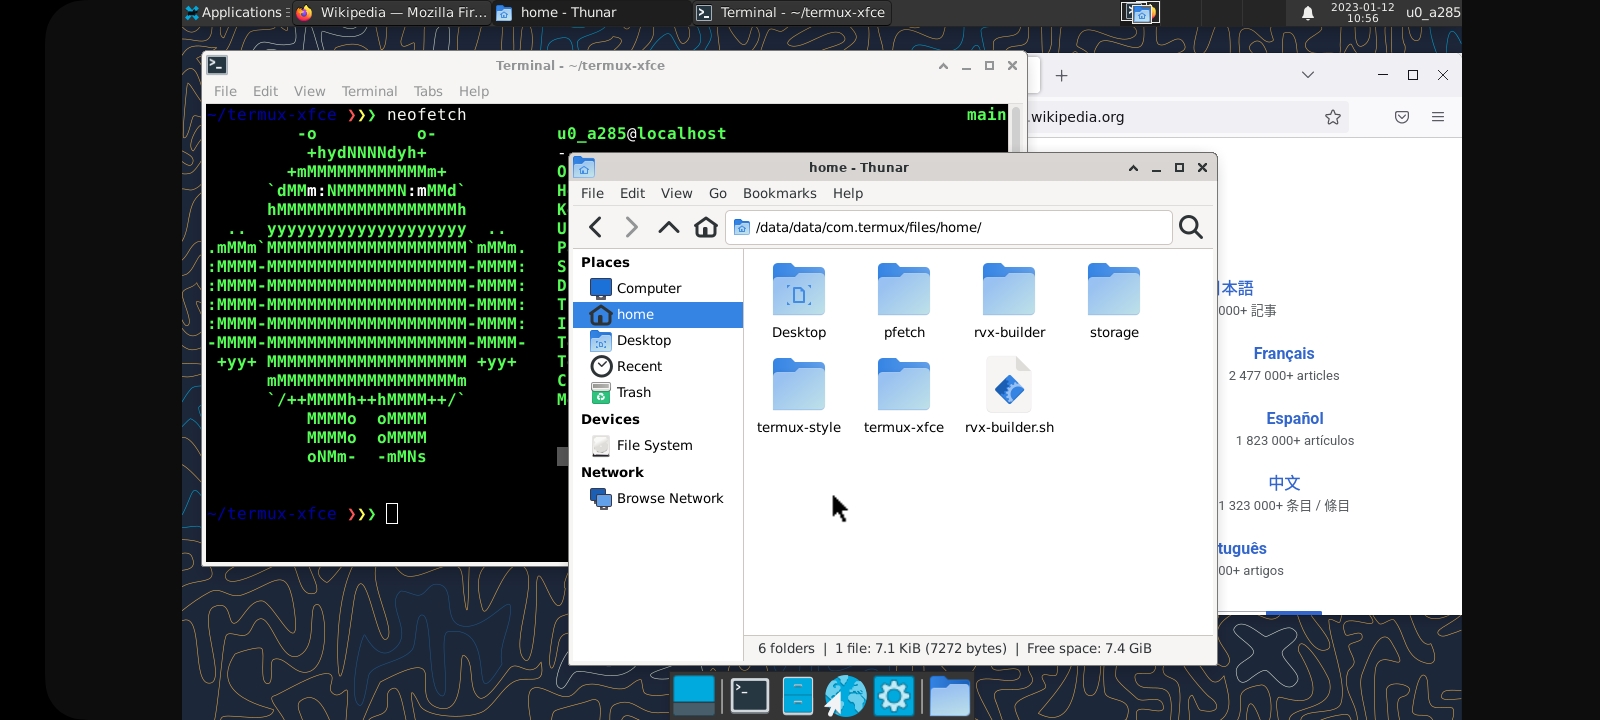 Applications
Wikipedia — Mozilla Fir...
home - Thunar
Terminal - ~/termux-xfce
2023-01-12
10:56
u0_a285
Terminal - ~/termux-xfce
File Edit View Terminal Tabs Help
~/termux-xfce ❯❯❯ neofetch main
-o          o-
+hydNNNNdyh+
+mMMMMMMMMMMMMm+
`dMMm:NMMMMMMN:mMMd`
hMMMMMMMMMMMMMMMMMMh
..  yyyyyyyyyyyyyyyyyyyy  ..
.mMMm`MMMMMMMMMMMMMMMMMMMM`mMMm.
:MMMM-MMMMMMMMMMMMMMMMMMMM-MMMM:
:MMMM-MMMMMMMMMMMMMMMMMMMM-MMMM:
:MMMM-MMMMMMMMMMMMMMMMMMMM-MMMM:
:MMMM-MMMMMMMMMMMMMMMMMMMM-MMMM:
-MMMM-MMMMMMMMMMMMMMMMMMMM-MMMM-
+yy+ MMMMMMMMMMMMMMMMMMMM +yy+
mMMMMMMMMMMMMMMMMMMm
`/++MMMMh++hMMMM++/`
MMMMo  oMMMM
MMMMo  oMMMM
oNMm-  -mMNs
u0_a285@localhost
-
O
H
K
U
P
S
D
T
I
T
T
C
M
~/termux-xfce ❯❯❯
home - Thunar
File Edit View Go Bookmarks Help
/data/data/com.termux/files/home/
Places
Computer
home
Desktop
Recent
Trash
Devices
File System
Network
Browse Network
Desktop pfetch rvx-builder storage
termux-style termux-xfce rvx-builder.sh
6 folders | 1 file: 7.1 KiB (7272 bytes) | Free space: 7.4 GiB
.wikipedia.org
本語
000+ 記事
Français
2 477 000+ articles
Español
1 823 000+ artículos
中文
1 323 000+ 条目 / 條目
tuguês
00+ artigos